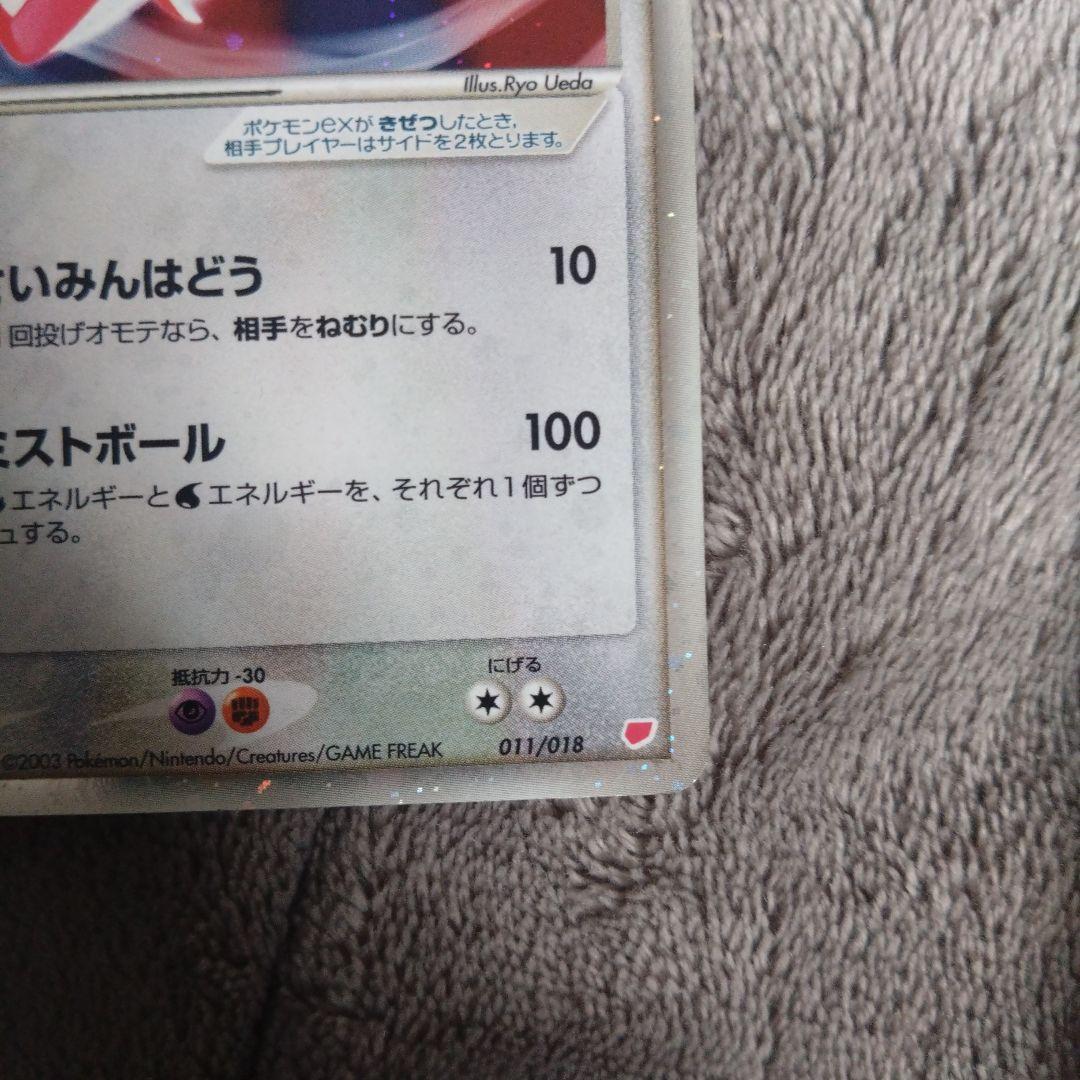 Illus.Ryo Ueda
ポケモンexが きぜつしたとき、
相手プレイヤーはサイドを2枚とります。
いみんはどう 10
回投げオモテなら、相手をねむりにする。
ミストボール 100
エネルギーと エネルギーを、それぞれ1個ずつ
ュする。
抵抗力 -30
にげる
©2003 Pokémon/Nintendo/Creatures/GAME FREAK
011/018